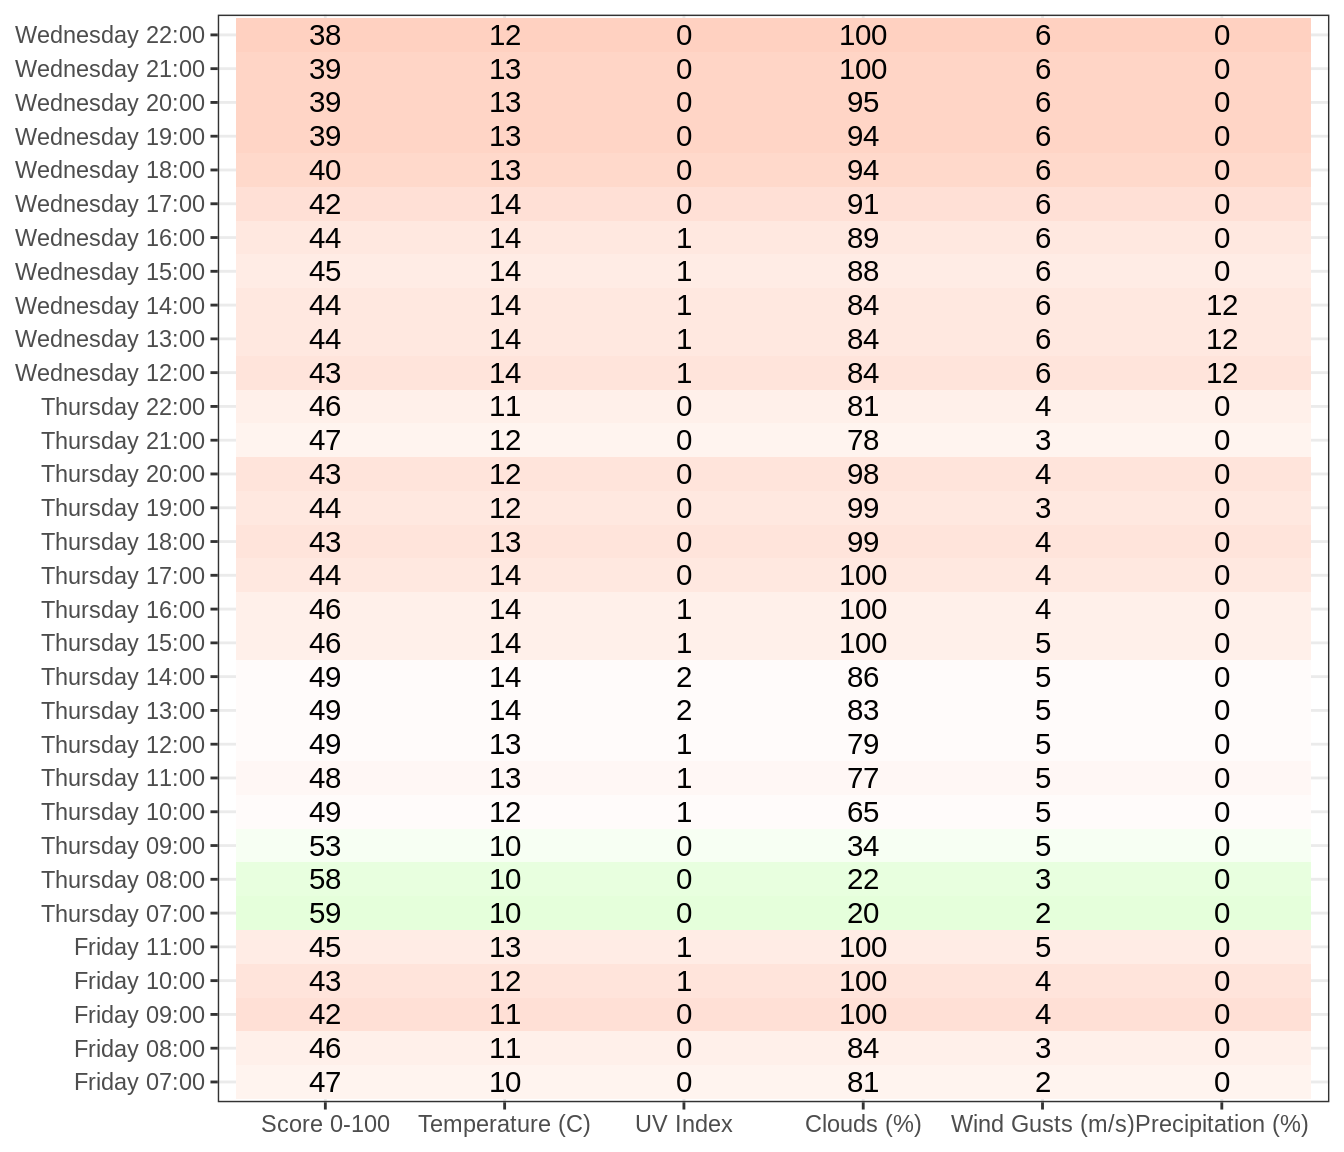 Wednesday 22:00 38 12 0 100 6 0
Wednesday 21:00 39 13 0 100 6 0
Wednesday 20:00 39 13 0 95 6 0
Wednesday 19:00 39 13 0 94 6 0
Wednesday 18:00 40 13 0 94 6 0
Wednesday 17:00 42 14 0 91 6 0
Wednesday 16:00 44 14 1 89 6 0
Wednesday 15:00 45 14 1 88 6 0
Wednesday 14:00 44 14 1 84 6 12
Wednesday 13:00 44 14 1 84 6 12
Wednesday 12:00 43 14 1 84 6 12
Thursday 22:00 46 11 0 81 4 0
Thursday 21:00 47 12 0 78 3 0
Thursday 20:00 43 12 0 98 4 0
Thursday 19:00 44 12 0 99 3 0
Thursday 18:00 43 13 0 99 4 0
Thursday 17:00 44 14 0 100 4 0
Thursday 16:00 46 14 1 100 4 0
Thursday 15:00 46 14 1 100 5 0
Thursday 14:00 49 14 2 86 5 0
Thursday 13:00 49 14 2 83 5 0
Thursday 12:00 49 13 1 79 5 0
Thursday 11:00 48 13 1 77 5 0
Thursday 10:00 49 12 1 65 5 0
Thursday 09:00 53 10 0 34 5 0
Thursday 08:00 58 10 0 22 3 0
Thursday 07:00 59 10 0 20 2 0
Friday 11:00 45 13 1 100 5 0
Friday 10:00 43 12 1 100 4 0
Friday 09:00 42 11 0 100 4 0
Friday 08:00 46 11 0 84 3 0
Friday 07:00 47 10 0 81 2 0
Score 0-100 Temperature (C) UV Index Clouds (%) Wind Gusts (m/s) Precipitation (%)